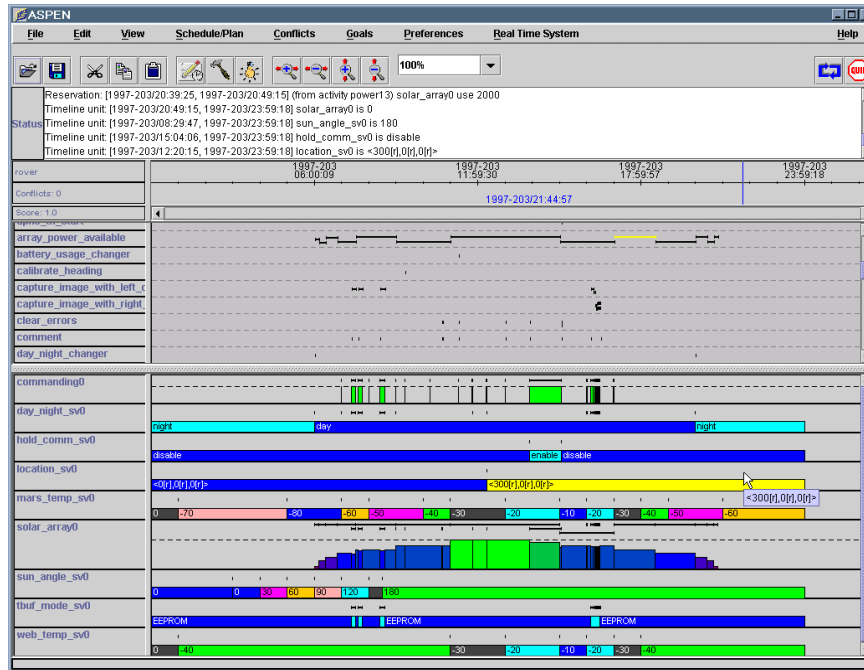 ASPEN
File Edit View Schedule/Plan Conflicts Goals Preferences Real Time System Help
100%
Reservation: [1997-203/20:39:25, 1997-203/20:49:15] (from activity power13) solar_array0 use 2000
Timeline unit: [1997-203/20:49:15, 1997-203/23:59:18] solar_array0 is 0
Status Timeline unit: [1997-203/08:29:47, 1997-203/23:59:18] sun_angle_sv0 is 180
Timeline unit: [1997-203/15:04:06, 1997-203/23:59:18] hold_comm_sv0 is disable
Timeline unit: [1997-203/12:20:15, 1997-203/23:59:18] location_sv0 is <300[r],0[r],0[r]>
rover
1997-203 1997-203 1997-203 1997-203
06:00:09 11:59:30 17:59:57 23:59:18
Conflicts: 0
1997-203/21:44:57
Score: 1.0
array_power_available
battery_usage_changer
calibrate_heading
capture_image_with_left_c
capture_image_with_right_
clear_errors
comment
day_night_changer
commanding0
day_night_sv0
night day night
hold_comm_sv0
disable enable disable
location_sv0
<0[r],0[r],0[r]> <300[r],0[r],0[r]>
<300[r],0[r],0[r]>
mars_temp_sv0
0 -70 -80 -60 -50 -40 -30 -20 -10 -20 -30 -40 -50 -60
solar_array0
sun_angle_sv0
0 0 30 60 90 120 180
tbuf_mode_sv0
EEPROM EEPROM EEPROM
web_temp_sv0
0 -40 -30 -20 -10 -20 -30 -40